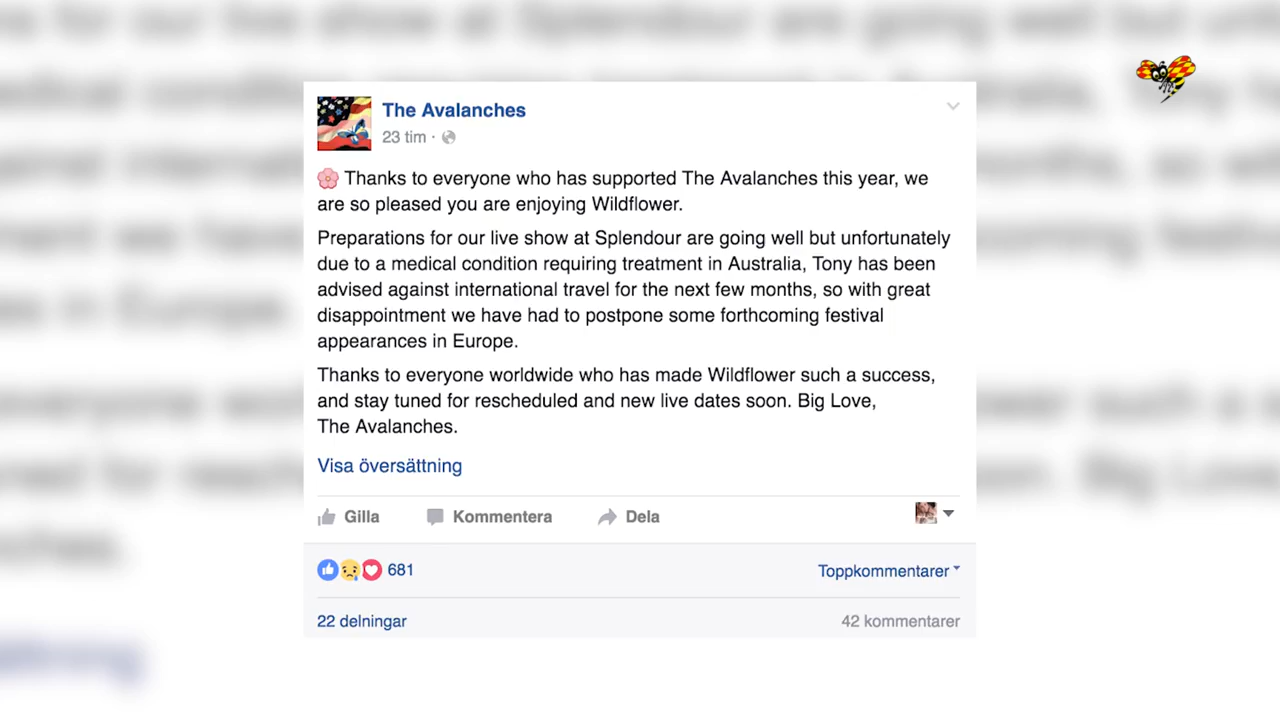 The Avalanches
23 tim ·
Thanks to everyone who has supported The Avalanches this year, we
are so pleased you are enjoying Wildflower.
Preparations for our live show at Splendour are going well but unfortunately
due to a medical condition requiring treatment in Australia, Tony has been
advised against international travel for the next few months, so with great
disappointment we have had to postpone some forthcoming festival
appearances in Europe.
Thanks to everyone worldwide who has made Wildflower such a success,
and stay tuned for rescheduled and new live dates soon. Big Love,
The Avalanches.
Visa översättning
Gilla Kommentera Dela
681 Toppkommentarer
22 delningar 42 kommentarer